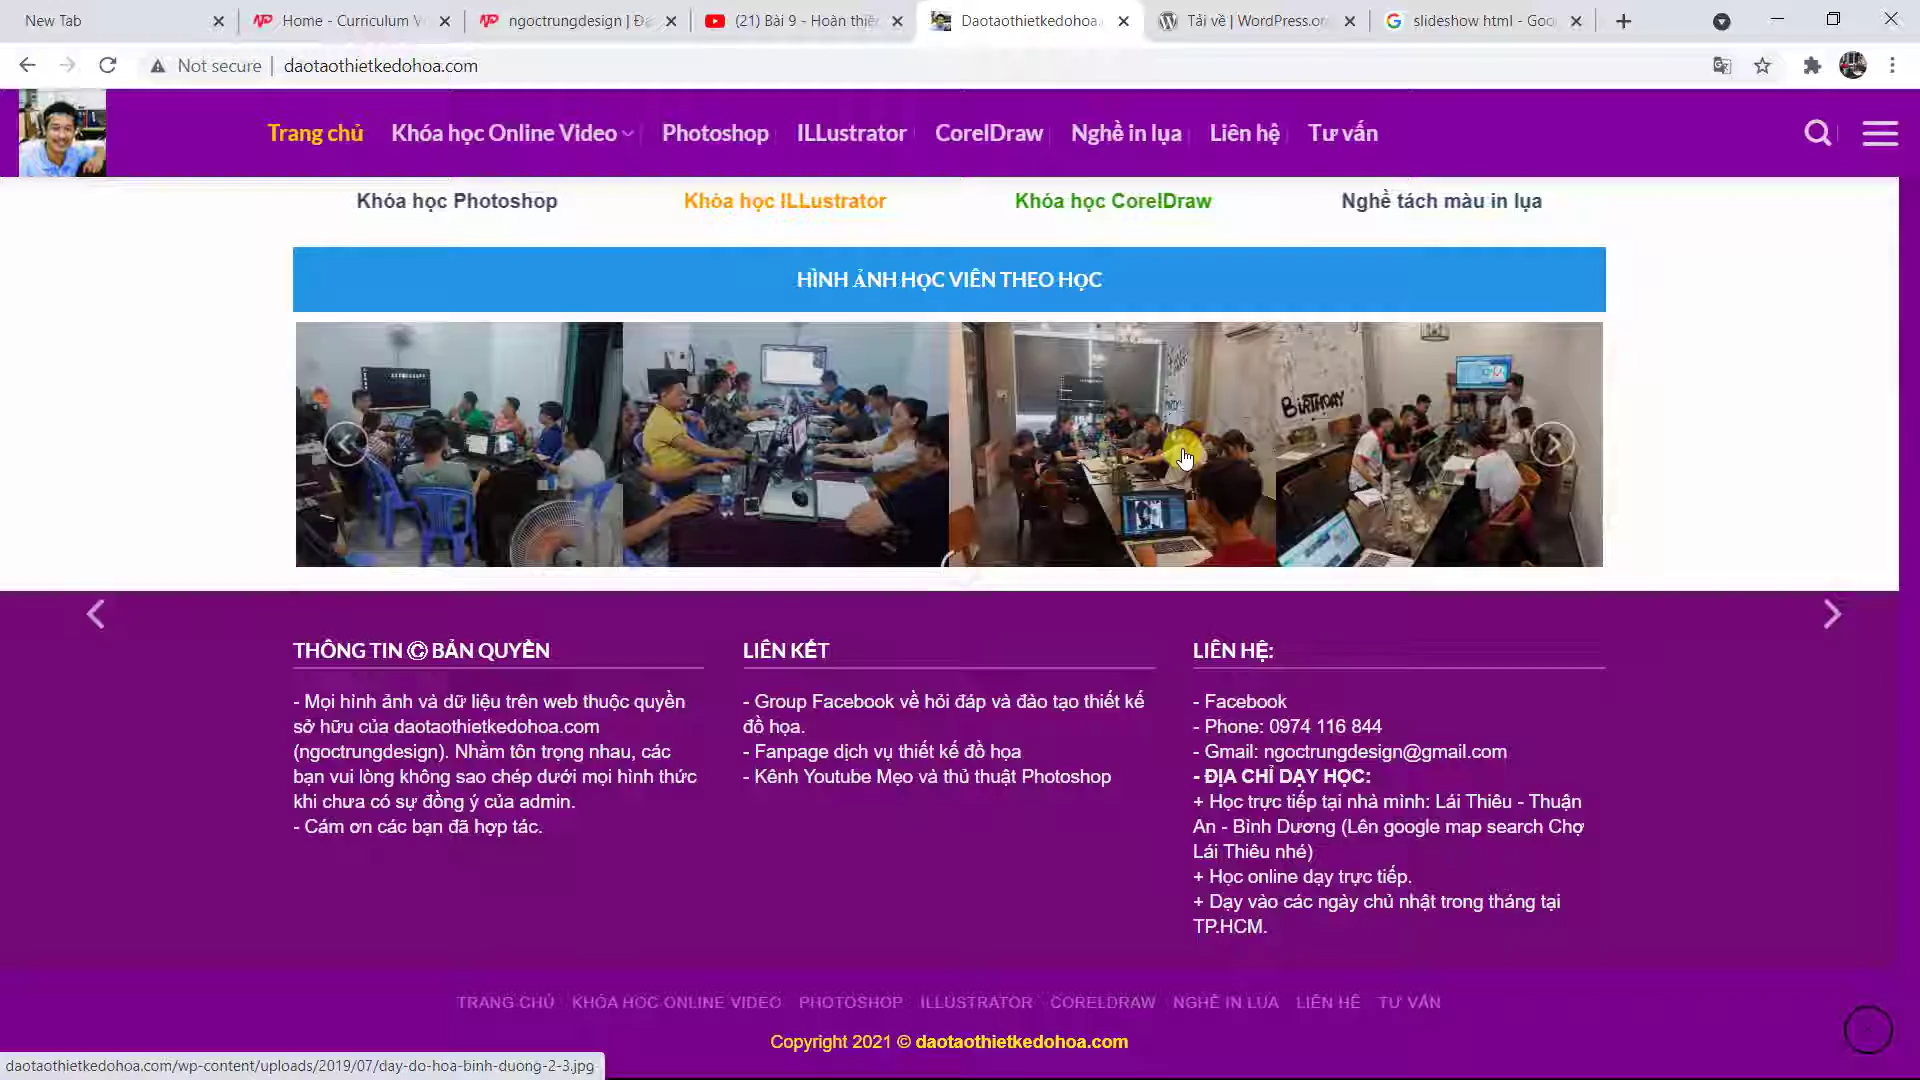 New Tab
Home - Curriculum V
ngoctrungdesign | Đà
(21) Bài 9 - Hoàn thiệ
Daotaothietkedohoa.
Tải về | WordPress.or
slideshow html - Goo
Not secure
daotaothietkedohoa.com
Trang chủ
Khóa học Online Video
Photoshop
ILLustrator
CorelDraw
Nghề in lụa
Liên hệ
Tư vấn
Khóa học Photoshop
Khóa học ILLustrator
Khóa học CorelDraw
Nghề tách màu in lụa
HÌNH ẢNH HỌC VIÊN THEO HỌC
BIRTHDAY
THÔNG TIN © BẢN QUYỀN
- Mọi hình ảnh và dữ liệu trên web thuộc quyền
sở hữu của daotaothietkedohoa.com
(ngoctrungdesign). Nhằm tôn trọng nhau, các
bạn vui lòng không sao chép dưới mọi hình thức
khi chưa có sự đồng ý của admin.
- Cám ơn các bạn đã hợp tác.
LIÊN KẾT
- Group Facebook về hỏi đáp và đào tạo thiết kế
đồ họa.
- Fanpage dịch vụ thiết kế đồ họa
- Kênh Youtube Mẹo và thủ thuật Photoshop
LIÊN HỆ:
- Facebook
- Phone: 0974 116 844
- Gmail: ngoctrungdesign@gmail.com
- ĐỊA CHỈ DẠY HỌC:
+ Học trực tiếp tại nhà mình: Lái Thiêu - Thuận
An - Bình Dương (Lên google map search Chợ
Lái Thiêu nhé)
+ Học online dạy trực tiếp.
+ Dạy vào các ngày chủ nhật trong tháng tại
TP.HCM.
TRANG CHỦ
KHÓA HỌC ONLINE VIDEO
PHOTOSHOP
ILLUSTRATOR
CORELDRAW
NGHỀ IN LỤA
LIÊN HỆ
TƯ VẤN
Copyright 2021 © daotaothietkedohoa.com
daotaothietkedohoa.com/wp-content/uploads/2019/07/day-do-hoa-binh-duong-2-3.jpg